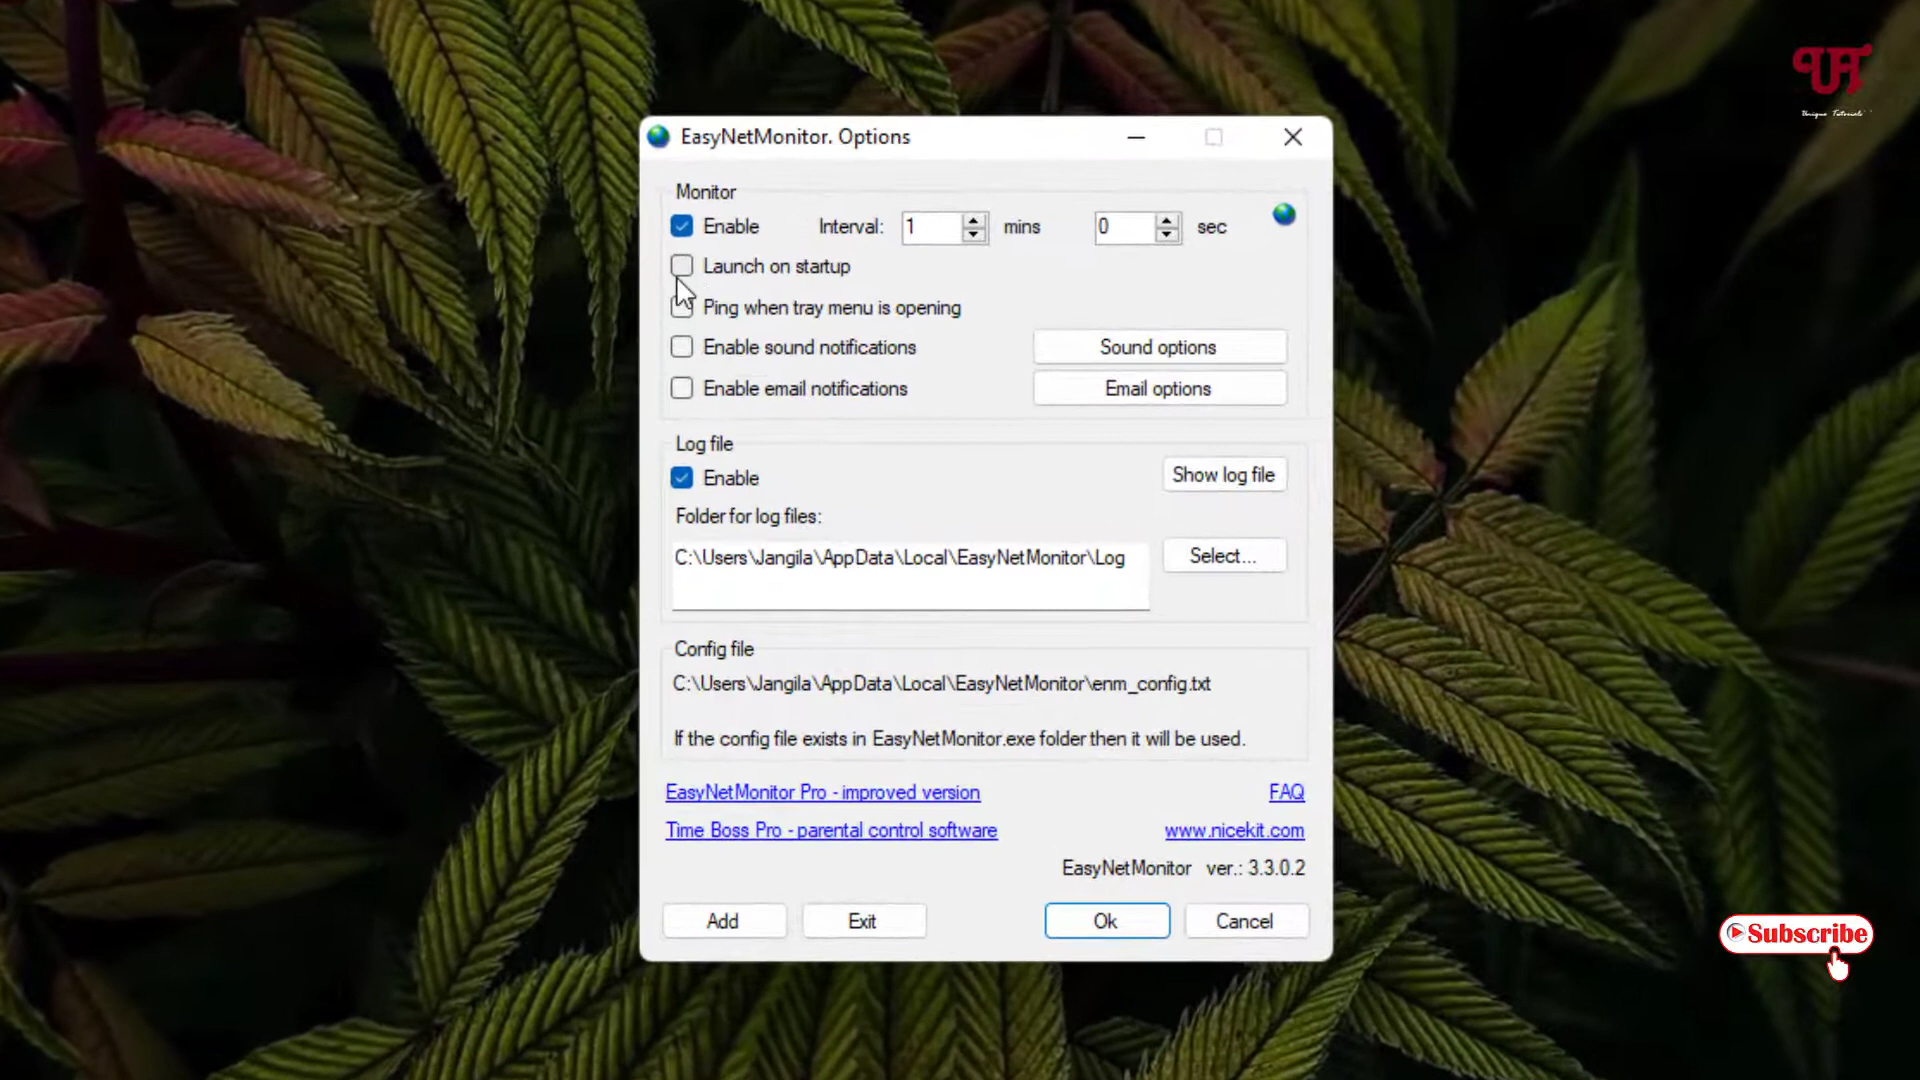 UT
Unique Tutorials
EasyNetMonitor. Options
Monitor
Enable Interval: 1 mins 0 sec
Launch on startup
Ping when tray menu is opening
Enable sound notifications Sound options
Enable email notifications Email options
Log file
Enable Show log file
Folder for log files:
C:\Users\Jangila\AppData\Local\EasyNetMonitor\Log Select...
Config file
C:\Users\Jangila\AppData\Local\EasyNetMonitor\enm_config.txt
If the config file exists in EasyNetMonitor.exe folder then it will be used.
EasyNetMonitor Pro - improved version FAQ
Time Boss Pro - parental control software www.nicekit.com
EasyNetMonitor ver.: 3.3.0.2
Add Exit Ok Cancel
Subscribe